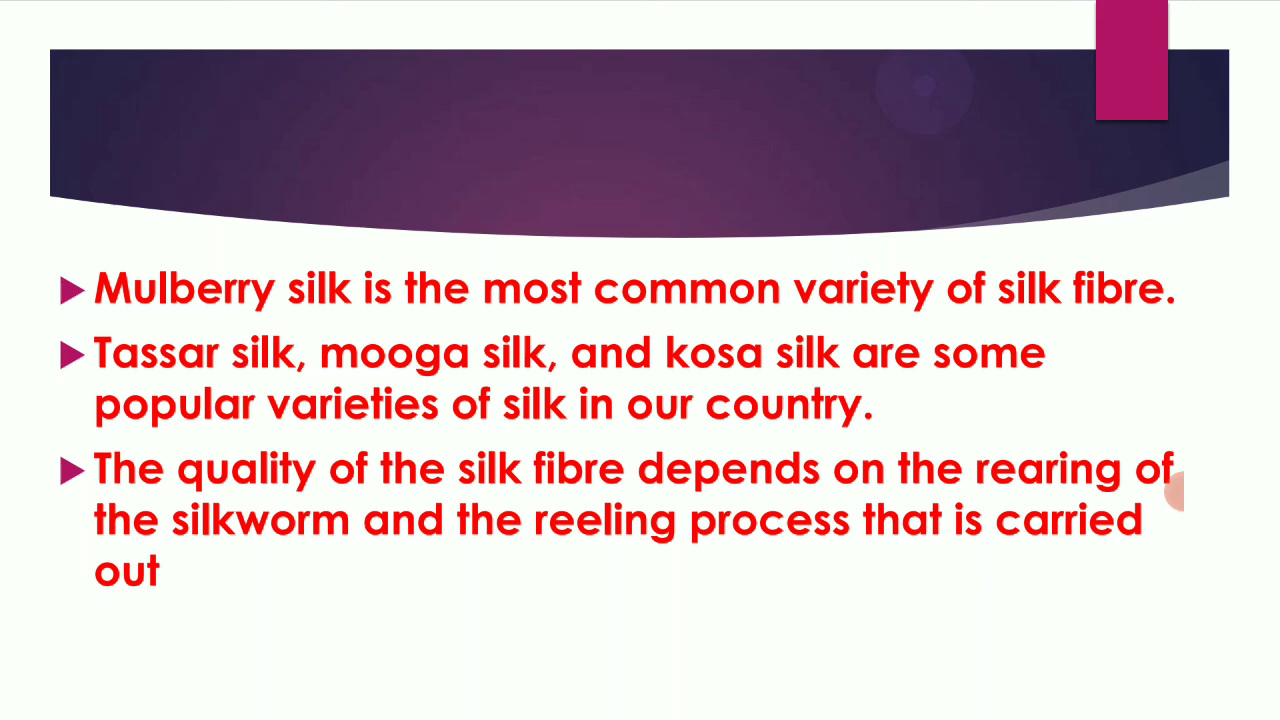 Mulberry silk is the most common variety of silk fibre.
Tassar silk, mooga silk, and kosa silk are some
popular varieties of silk in our country.
The quality of the silk fibre depends on the rearing of
the silkworm and the reeling process that is carried
out